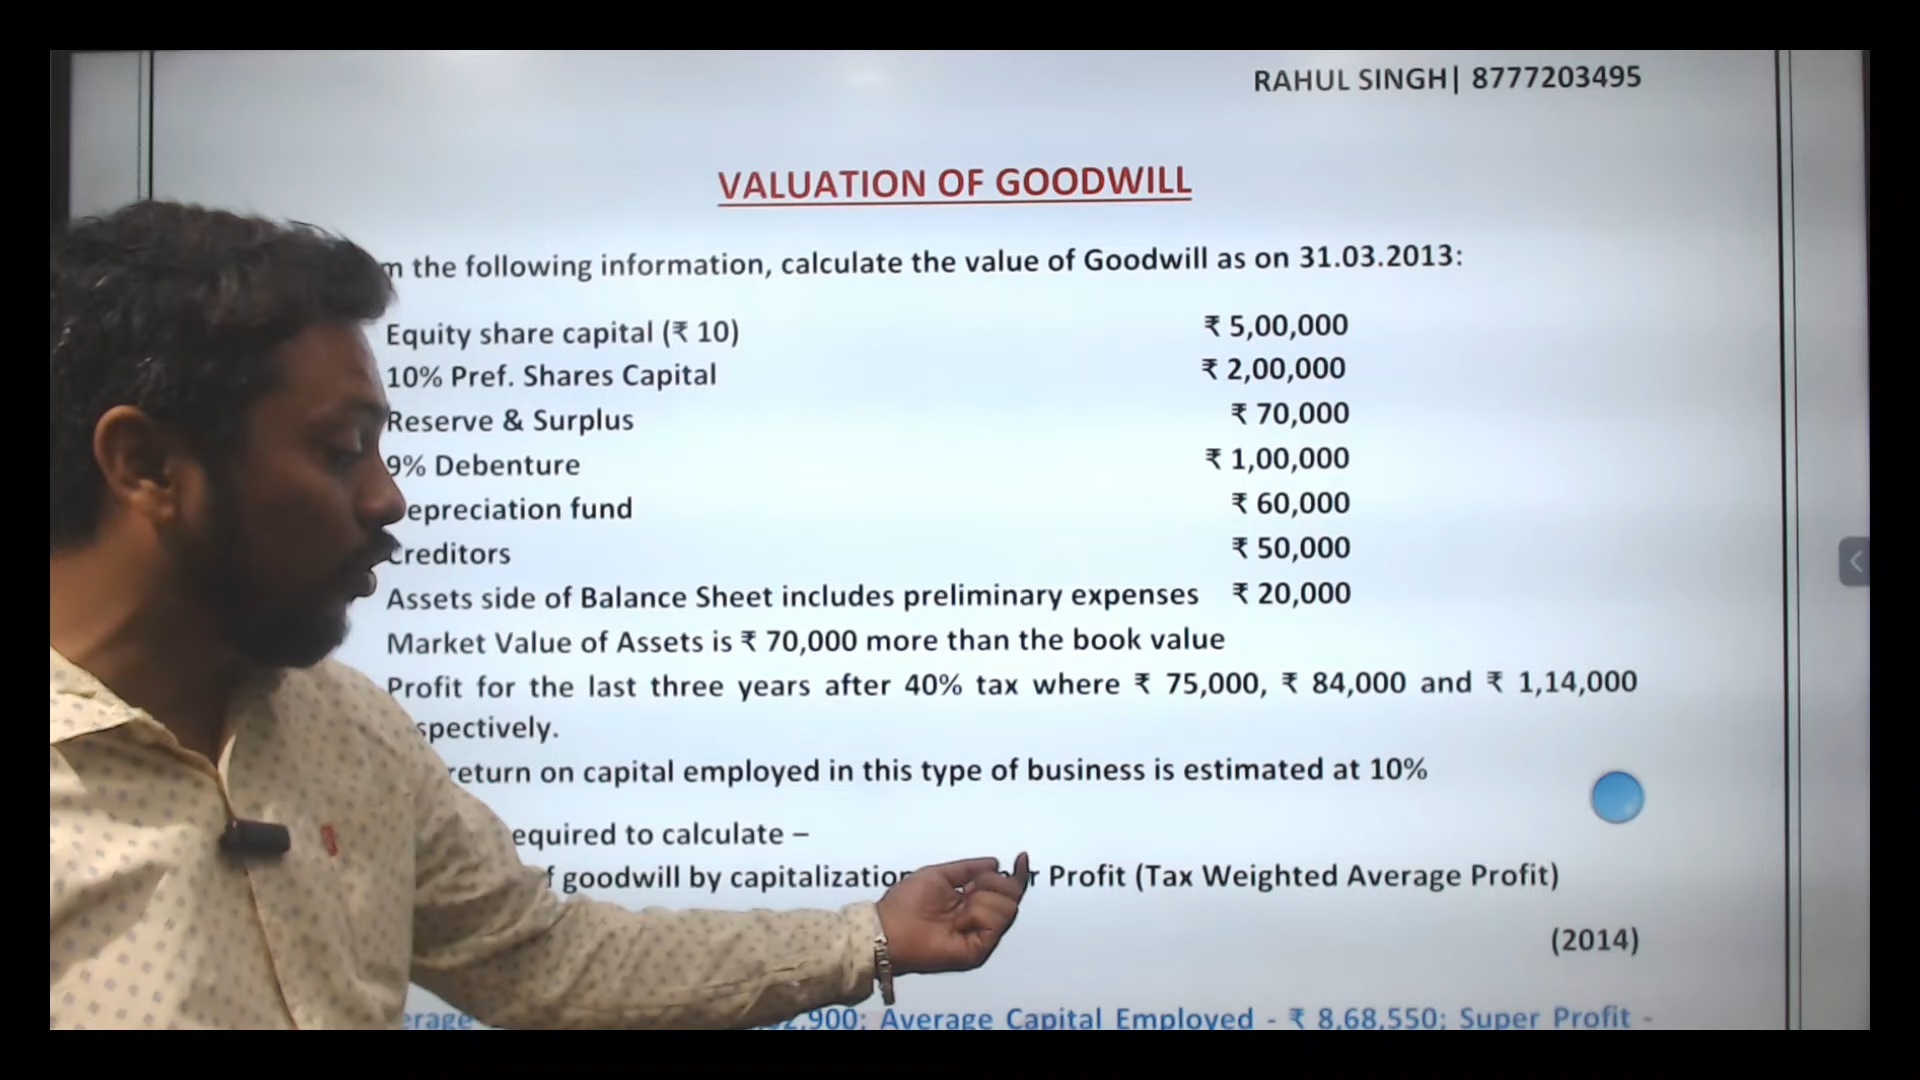 RAHUL SINGH| 8777203495
VALUATION OF GOODWILL
the following information, calculate the value of Goodwill as on 31.03.2013:
Equity share capital (₹ 10) ₹ 5,00,000
10% Pref. Shares Capital ₹ 2,00,000
Reserve & Surplus ₹ 70,000
9% Debenture ₹ 1,00,000
epreciation fund ₹ 60,000
Creditors ₹ 50,000
Assets side of Balance Sheet includes preliminary expenses ₹ 20,000
Market Value of Assets is ₹ 70,000 more than the book value
Profit for the last three years after 40% tax where ₹ 75,000, ₹ 84,000 and ₹ 1,14,000
spectively.
return on capital employed in this type of business is estimated at 10%
equired to calculate –
f goodwill by capitalization Profit (Tax Weighted Average Profit)
(2014)
erage 2,900; Average Capital Employed - ₹ 8,68,550; Super Profit -